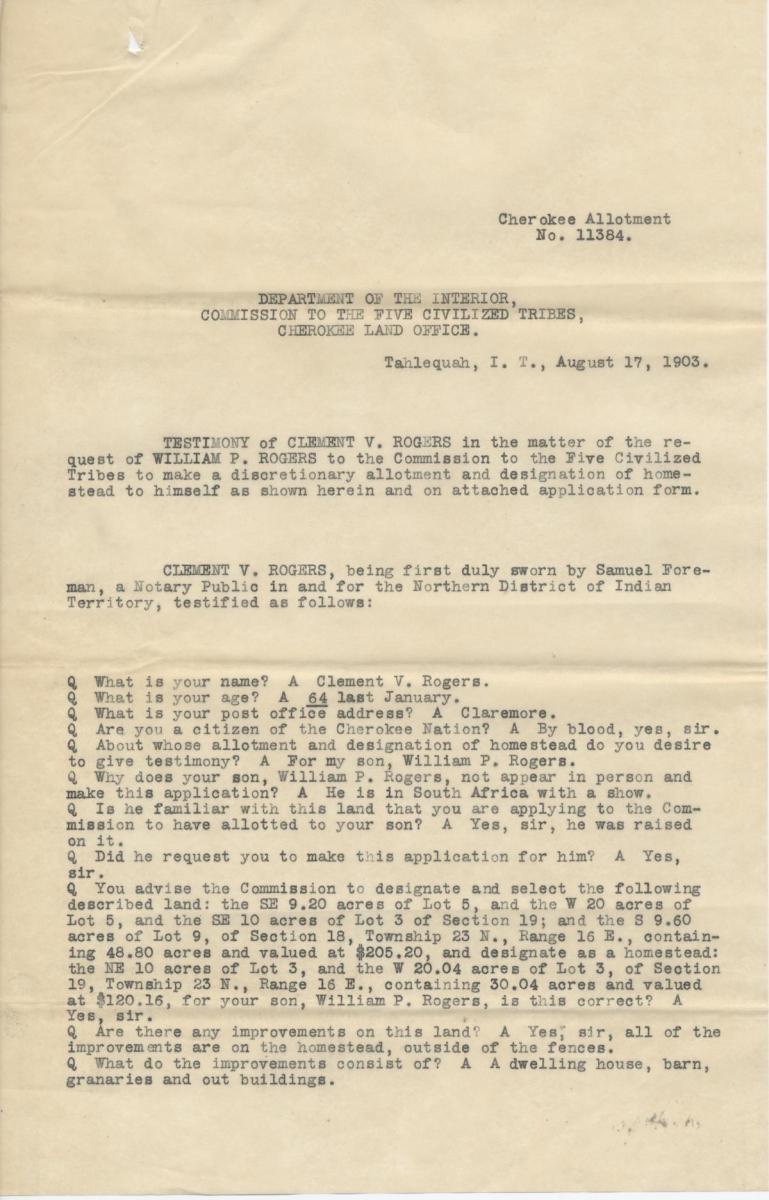 Cherokee Allotment
No. 11384.
DEPARTMENT OF THE INTERIOR,
COMMISSION TO THE FIVE CIVILIZED TRIBES,
CHEROKEE LAND OFFICE.
Tahlequah, I. T., August 17, 1903.
TESTIMONY of CLEMENT V. ROGERS in the matter of the re-
quest of WILLIAM P. ROGERS to the Commission to the Five Civilized
Tribes to make a discretionary allotment and designation of home-
stead to himself as shown herein and on attached application form.
CLEMENT V. ROGERS, being first duly sworn by Samuel Fore-
man, a Notary Public in and for the Northern District of Indian
Territory, testified as follows:
Q What is your name? A Clement V. Rogers.
Q What is your age? A 64 last January.
Q What is your post office address? A Claremore.
Q Are you a citizen of the Cherokee Nation? A By blood, yes, sir.
Q About whose allotment and designation of homestead do you desire
to give testimony? A For my son, William P. Rogers.
Q Why does your son, William P. Rogers, not appear in person and
make this application? A He is in South Africa with a show.
Q Is he familiar with this land that you are applying to the Com-
mission to have allotted to your son? A Yes, sir, he was raised
on it.
Q Did he request you to make this application for him? A Yes,
sir.
Q You advise the Commission to designate and select the following
described land: the SE 9.20 acres of Lot 5, and the W 20 acres of
Lot 5, and the SE 10 acres of Lot 3 of Section 19; and the S 9.60
acres of Lot 9, of Section 18, Township 23 N., Range 16 E., contain-
ing 48.80 acres and valued at $205.20, and designate as a homestead:
the NE 10 acres of Lot 3, and the W 20.04 acres of Lot 3, of Section
19, Township 23 N., Range 16 E., containing 30.04 acres and valued
at $120.16, for your son, William P. Rogers, is this correct? A
Yes, sir.
Q Are there any improvements on this land? A Yes, sir, all of the
improvements are on the homestead, outside of the fences.
Q What do the improvements consist of? A A dwelling house, barn,
granaries and out buildings.